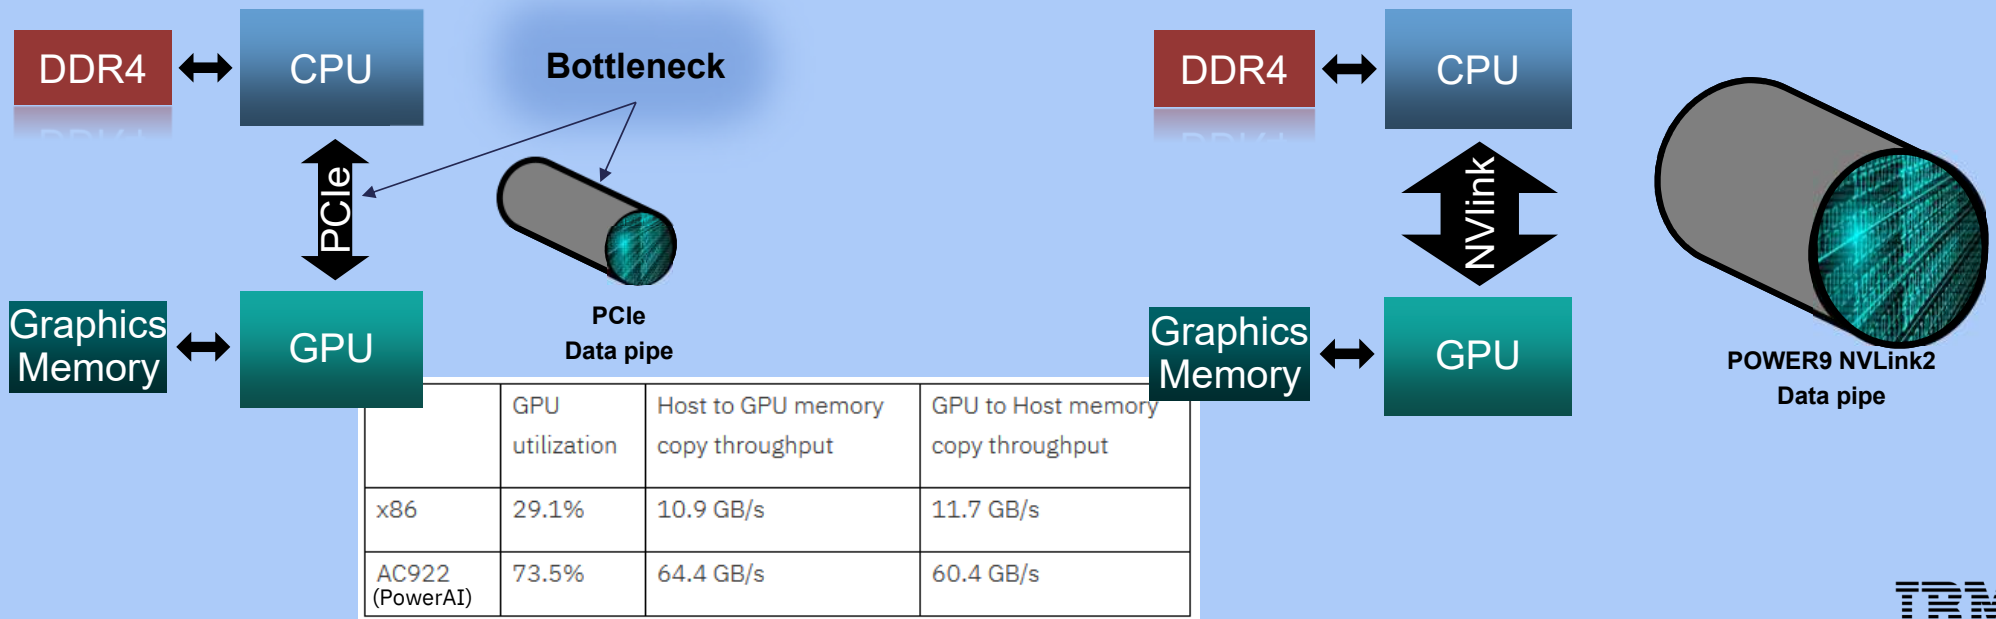 DDR4
CPU
Bottleneck
PCIe
Graphics
Memory
GPU
PCIe
Data pipe
DDR4
CPU
NVlink
Graphics
Memory
GPU
POWER9 NVLink2
Data pipe
GPU
utilization
Host to GPU memory
copy throughput
GPU to Host memory
copy throughput
x86
29.1%
10.9 GB/s
11.7 GB/s
AC922
(PowerAI)
73.5%
64.4 GB/s
60.4 GB/s